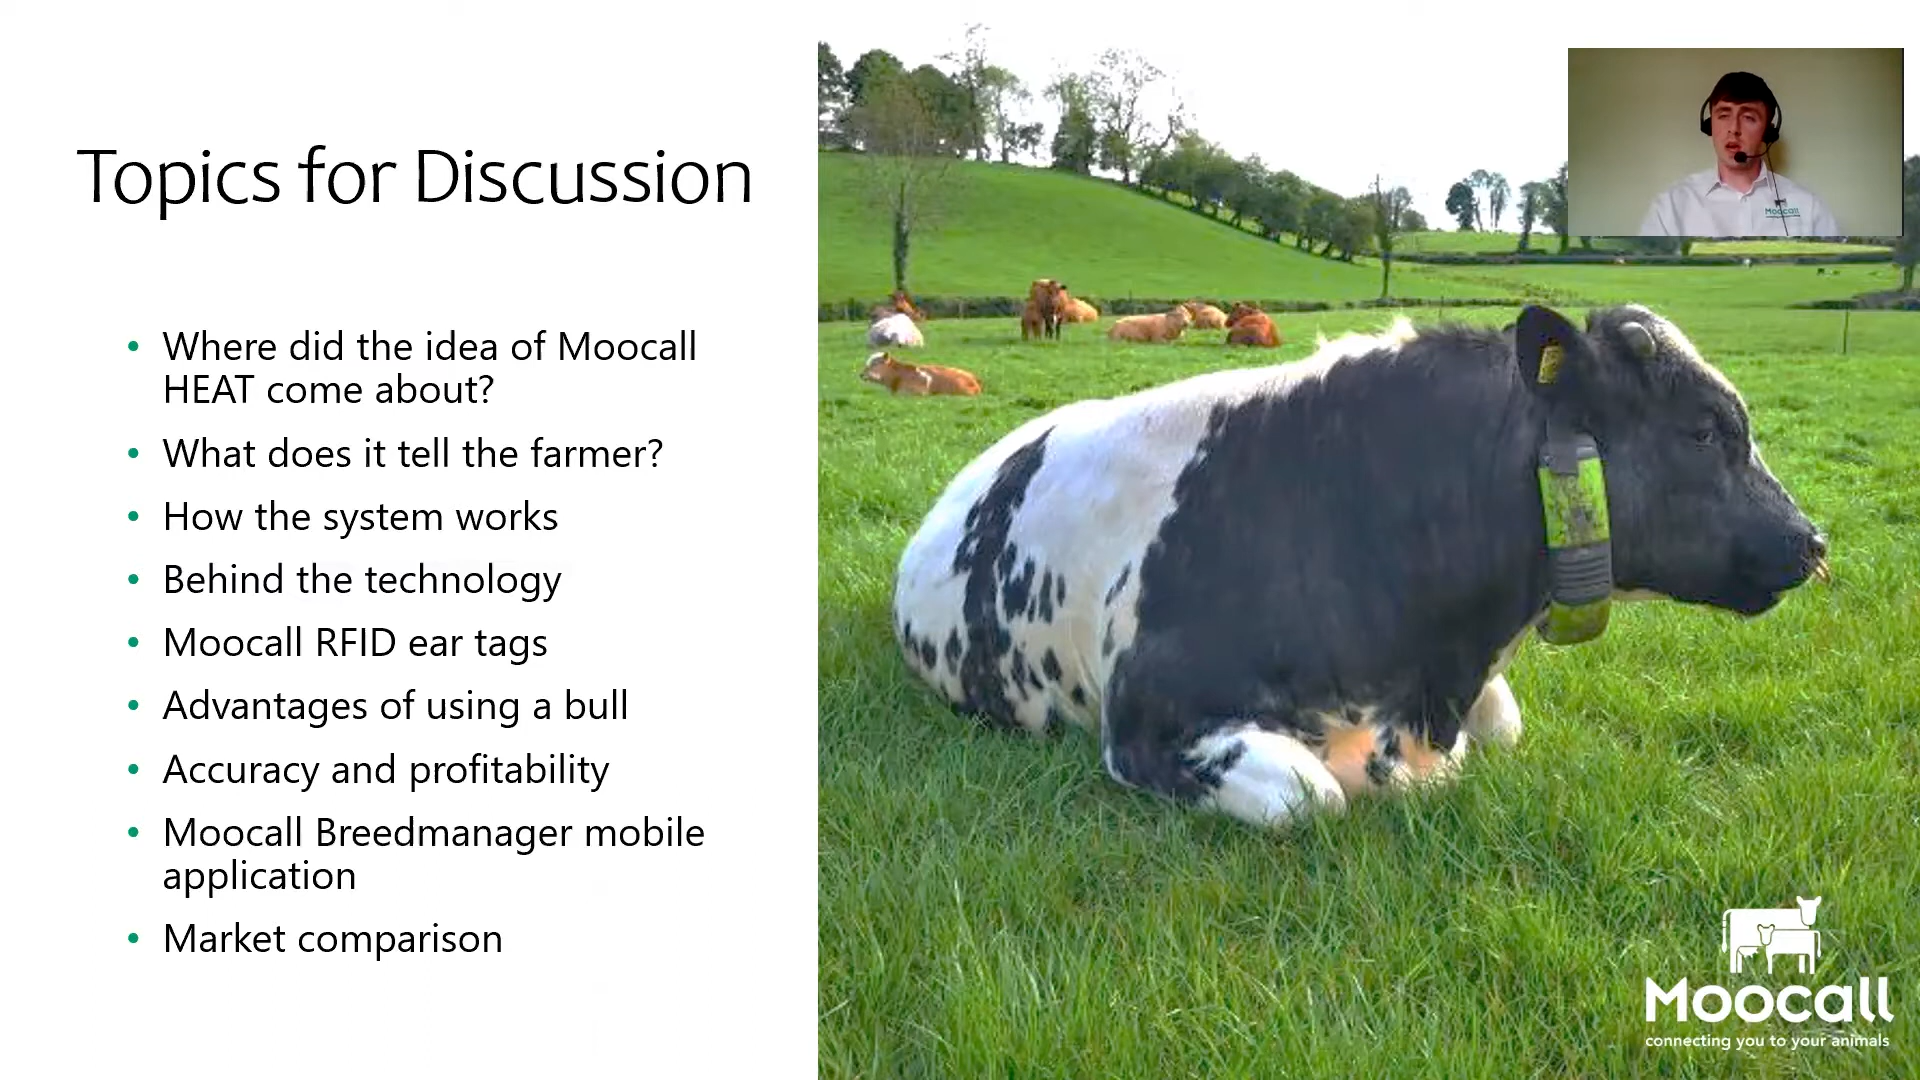 Topics for Discussion
• Where did the idea of Moocall
HEAT come about?
• What does it tell the farmer?
• How the system works
• Behind the technology
• Moocall RFID ear tags
• Advantages of using a bull
• Accuracy and profitability
• Moocall Breedmanager mobile
application
• Market comparison
Moocall
Moocall
connecting you to your animals